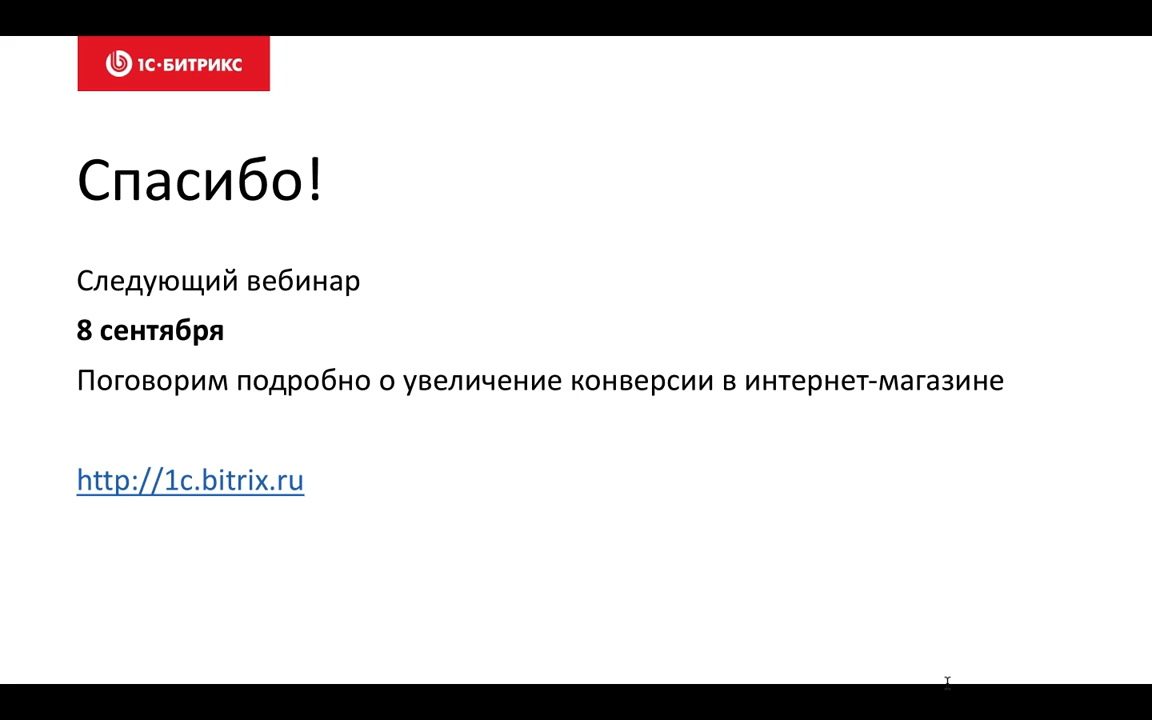 1С·БИТРИКС
Спасибо!
Следующий вебинар
8 сентября
Поговорим подробно о увеличение конверсии в интернет-магазине
http://1c.bitrix.ru